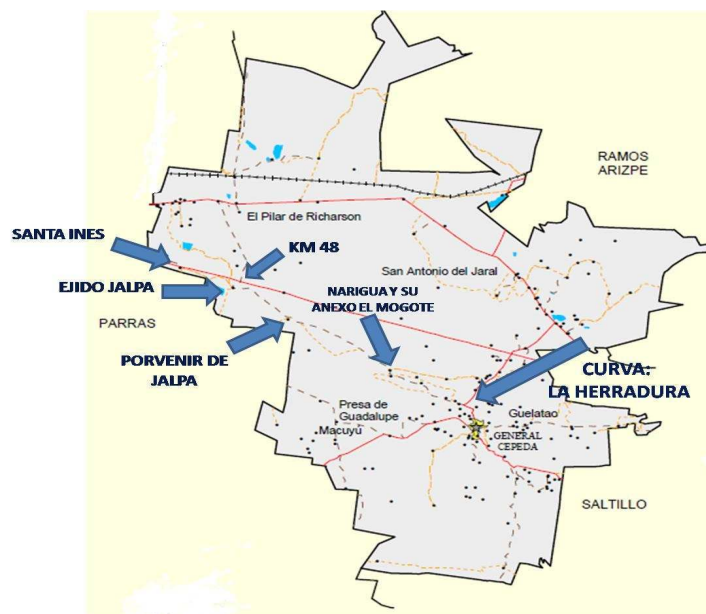 RAMOS
ARIZPE
El Pilar de Richarson
SANTA INES
KM 48
San Antonio del Jaral
EJIDO JALPA
NARIGUA Y SU
ANEXO EL MOGOTE
PARRAS
PORVENIR DE
JALPA
CURVA:
LA HERRADURA
Presa de
Guadalupe
Guelatao
Macuyú
GENERAL
CEPEDA
SALTILLO